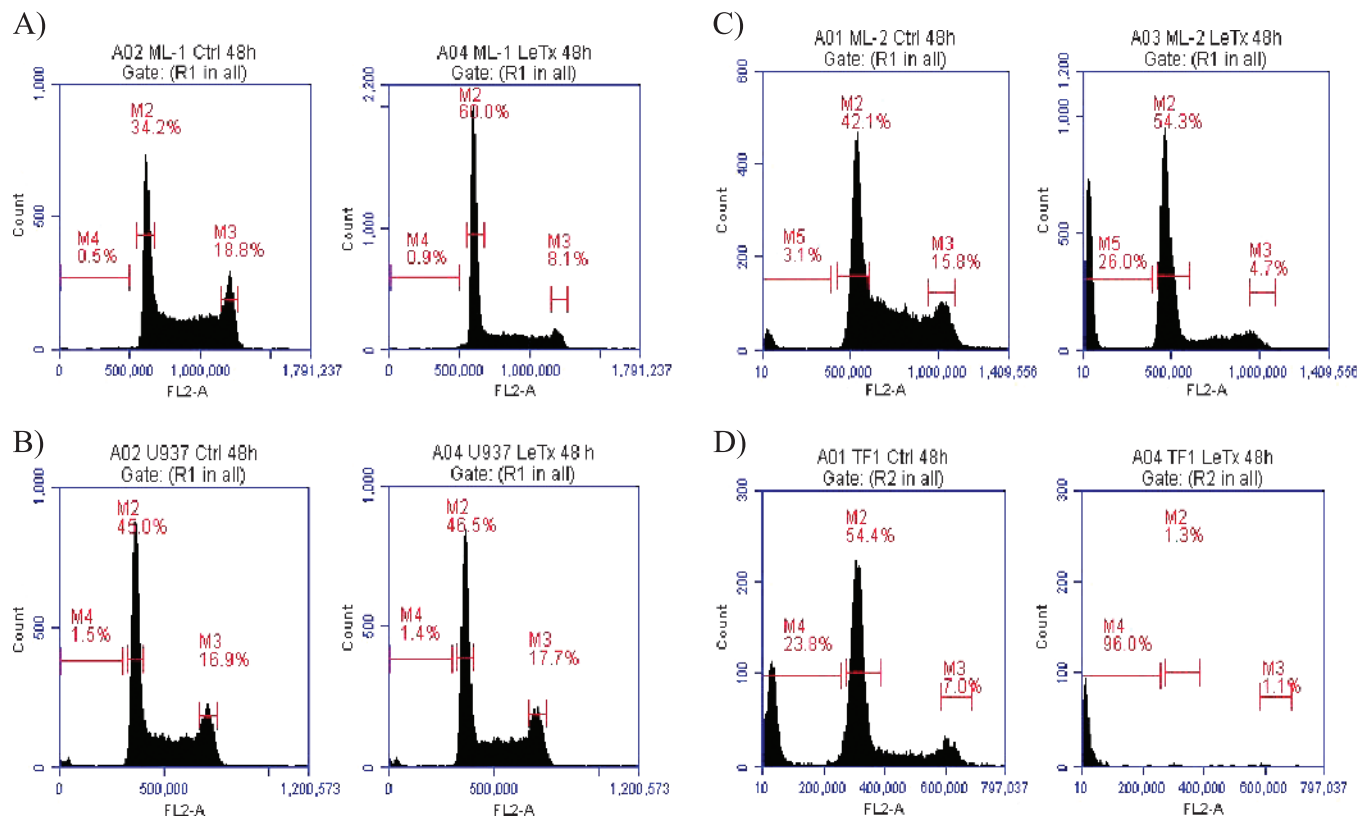 A)
A02 ML-1 Ctrl 48h
Gate: (R1 in all)
1,000
500
0
Count
M2
34.2%
M4
0.5%
M3
18.8%
0 500,000 1,000,000 1,791,237
FL2-A
A04 ML-1 LeTx 48h
Gate: (R1 in all)
2,200
1,000
0
Count
M2
60.0%
M4
0.9%
M3
8.1%
0 500,000 1,000,000 1,791,237
FL2-A
C)
A01 ML-2 Ctrl 48h
Gate: (R1 in all)
600
400
200
0
Count
M2
42.1%
M5
3.1%
M3
15.8%
10 500,000 1,000,000 1,409,556
FL2-A
A03 ML-2 LeTx 48h
Gate: (R1 in all)
1,200
1,000
500
0
Count
M2
54.3%
M5
26.0%
M3
4.7%
10 500,000 1,000,000 1,409,556
FL2-A
B)
A02 U937 Ctrl 48h
Gate: (R1 in all)
1,000
500
0
Count
M2
45.0%
M4
1.5%
M3
16.9%
0 500,000 1,200,573
FL2-A
A04 U937 LeTx 48 h
Gate: (R1 in all)
1,000
500
0
Count
M2
46.5%
M4
1.4%
M3
17.7%
0 500,000 1,200,573
FL2-A
D)
A01 TF1 Ctrl 48h
Gate: (R2 in all)
300
200
100
0
Count
M2
54.4%
M4
23.8%
M3
7.0%
10 200,000 400,000 600,000 797,037
FL2-A
A04 TF1 LeTx 48h
Gate: (R2 in all)
300
200
100
0
Count
M2
1.3%
M4
96.0%
M3
1.1%
10 200,000 400,000 600,000 797,037
FL2-A